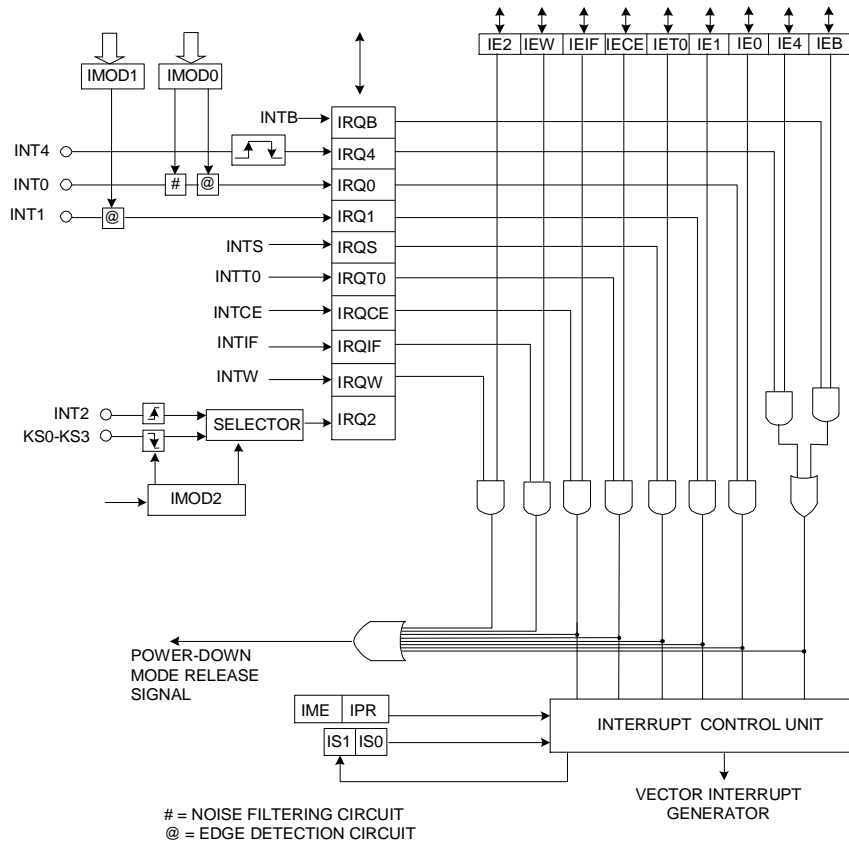 IE2 IEW IEIF IECE IET0 IE1 IE0 IE4 IEB
IMOD1 IMOD0
INTB IRQB
INT4 IRQ4
INT0 # @ IRQ0
INT1 @ IRQ1
INTS IRQS
INTT0 IRQT0
INTCE IRQCE
INTIF IRQIF
INTW IRQW
INT2 SELECTOR IRQ2
KS0-KS3
IMOD2
POWER-DOWN
MODE RELEASE
SIGNAL
IME IPR
INTERRUPT CONTROL UNIT
IS1 IS0
VECTOR INTERRUPT
GENERATOR
# = NOISE FILTERING CIRCUIT
@ = EDGE DETECTION CIRCUIT